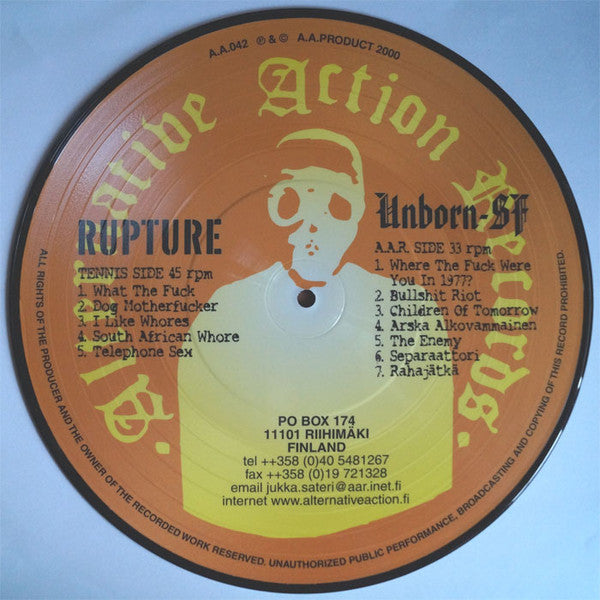 A.A.042 ℗ & © A.A.PRODUCT 2000
Alternative Action Records.
RUPTURE
TENNIS SIDE 45 rpm
1. What The Fuck
2. Dog Motherfucker
3. I Like Whores
4. South African Whore
5. Telephone Sex
Unborn-SF
A.A.R. SIDE 33 rpm
1. Where The Fuck Were
You In 1977?
2. Bullshit Riot
3. Children Of Tomorrow
4. Arska Alkovammainen
5. The Enemy
6. Separaattori
7. Rahajätkä
PO BOX 174
11101 RIIHIMÄKI
FINLAND
tel ++358 (0)40 5481267
fax ++358 (0)19 721328
email jukka.sateri@aar.inet.fi
internet www.alternativeaction.fi
ALL RIGHTS OF THE PRODUCER AND THE OWNER OF THE RECORDED WORK RESERVED. UNAUTHORIZED PUBLIC PERFORMANCE, BROADCASTING AND COPYING OF THIS RECORD PROHIBITED.